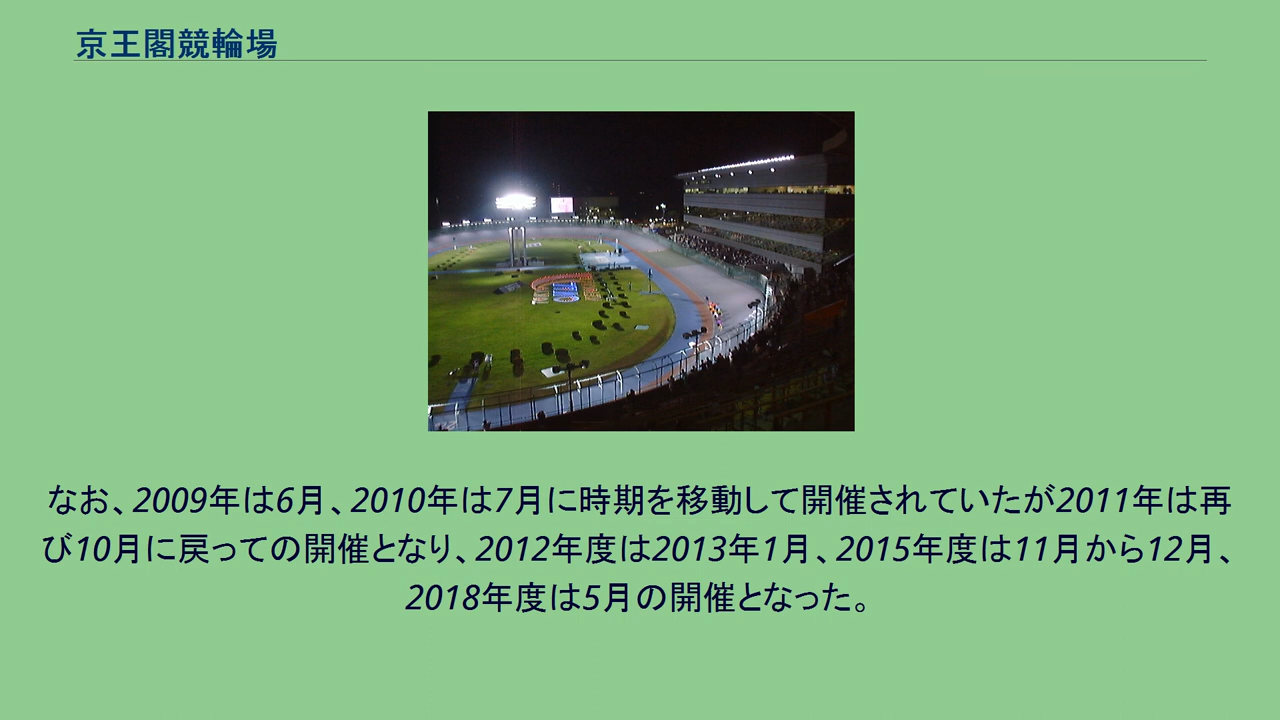 京王閣競輪場
なお、2009年は6月、2010年は7月に時期を移動して開催されていたが2011年は再
び10月に戻っての開催となり、2012年度は2013年1月、2015年度は11月から12月、
2018年度は5月の開催となった。